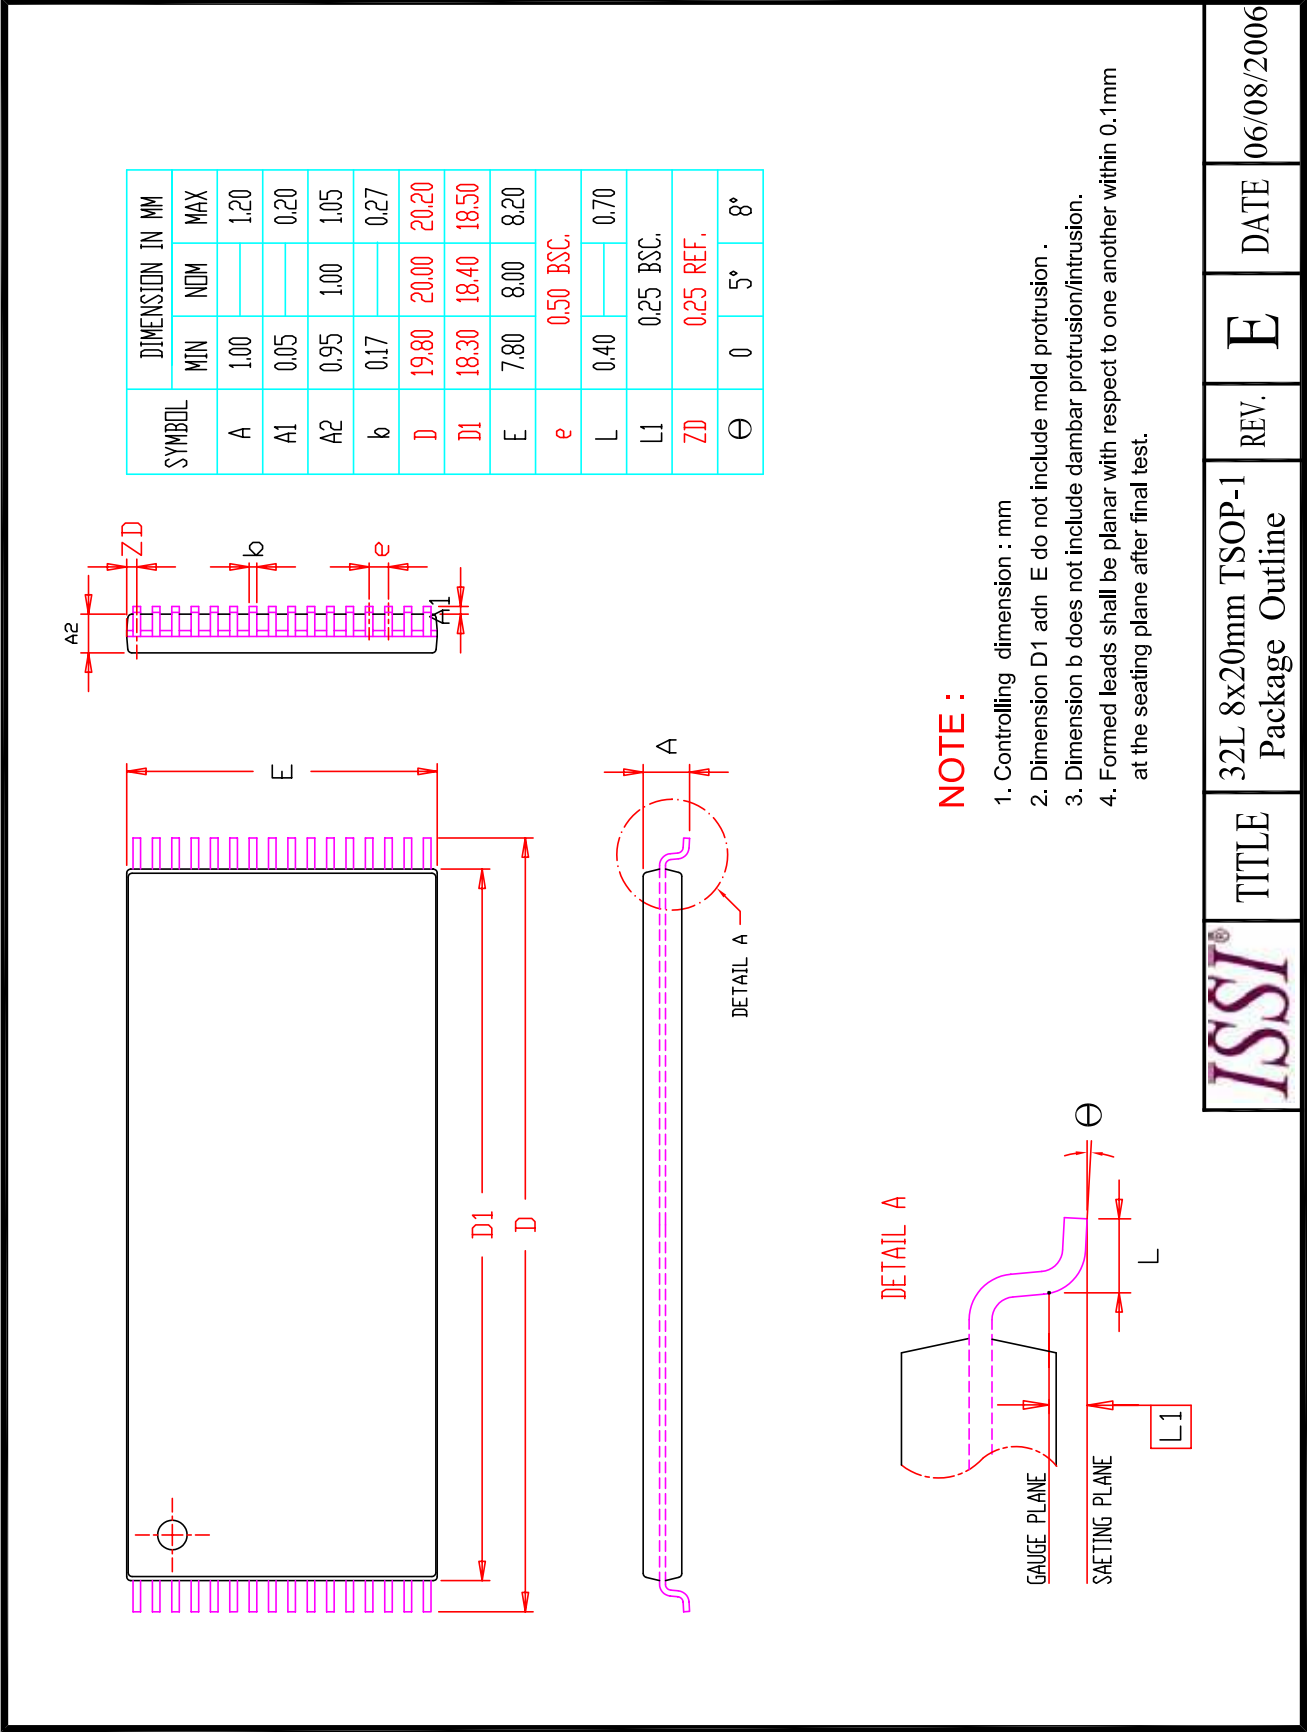 SYMBOL DIMENSION IN MM
MIN NOM MAX
A 1.00 1.20
A1 0.05 0.20
A2 0.95 1.00 1.05
b 0.17 0.27
D 19.80 20.00 20.20
D1 18.30 18.40 18.50
E 7.80 8.00 8.20
e 0.50 BSC.
L 0.40 0.70
L1 0.25 BSC.
ZD 0.25 REF.
Θ 0 5° 8°
E
D1
D
A2
ZD
b
e
A1
A
DETAIL A
DETAIL A
GAUGE PLANE
SAETING PLANE
L1
L
Θ
NOTE :
1. Controlling dimension : mm
2. Dimension D1 adn E do not include mold protrusion .
3. Dimension b does not include dambar protrusion/intrusion.
4. Formed leads shall be planar with respect to one another within 0.1mm
at the seating plane after final test.
ISSI®
TITLE
32L 8x20mm TSOP-1
Package Outline
REV.
E
DATE
06/08/2006